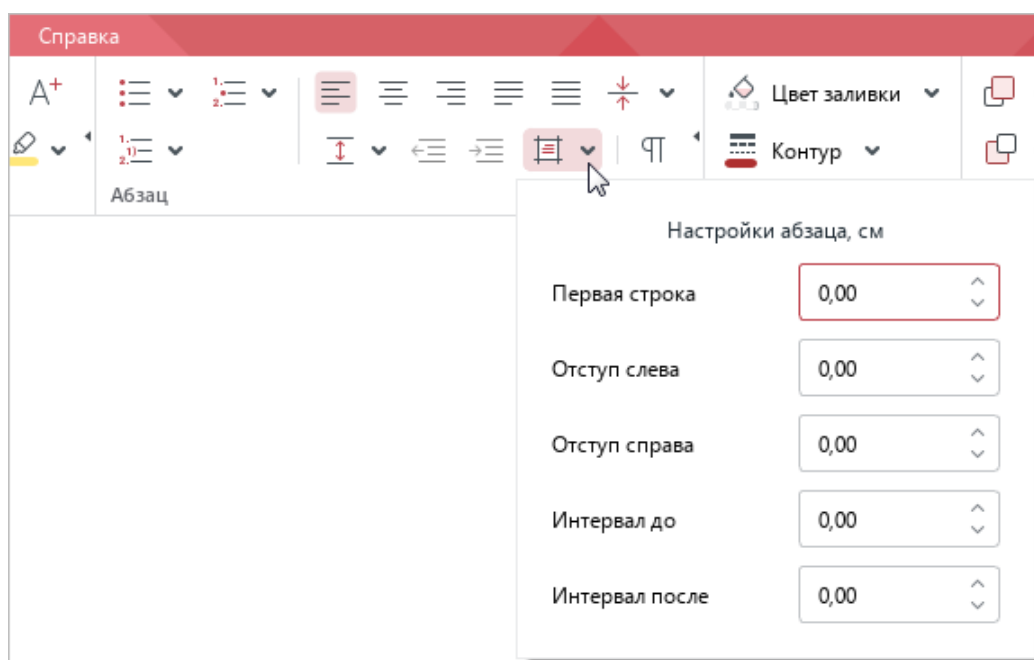 Справка
Цвет заливки
Контур
Абзац
Настройки абзаца, см
Первая строка 0,00
Отступ слева 0,00
Отступ справа 0,00
Интервал до 0,00
Интервал после 0,00